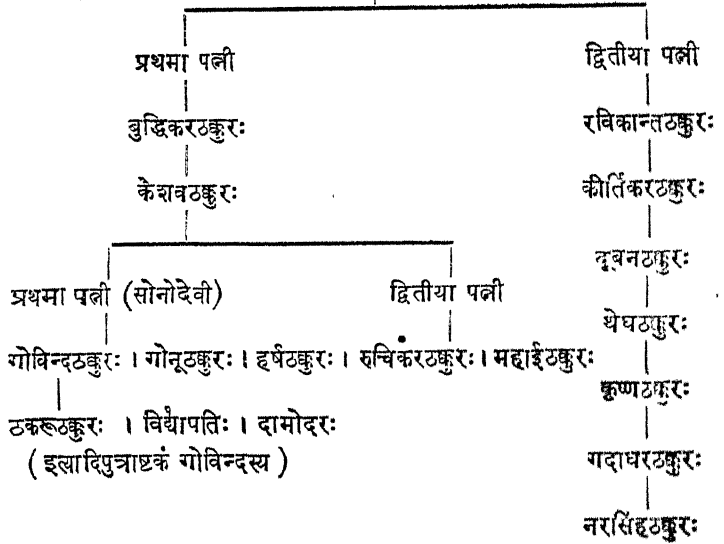 प्रथमा पत्नी
द्वितीया पत्नी
बुद्धिकरठक्कुरः
रविकान्तठक्कुरः
केशवठक्कुरः
कीर्तिकरठक्कुरः
दूबनठक्कुरः
प्रथमा पत्नी (सोनोदेवी)
द्वितीया पत्नी
थेघठक्कुरः
गोविन्दठक्कुरः । गोनूठक्कुरः । हर्षठक्कुरः । रुचिकरठक्कुरः । महाईठक्कुरः
कृष्णठक्कुरः
ठकरूठक्कुरः । विद्यापतिः । दामोदरः
(इत्यादिपुत्राष्टकं गोविन्दस्य)
गदाधरठक्कुरः
नरसिंहठक्कुरः